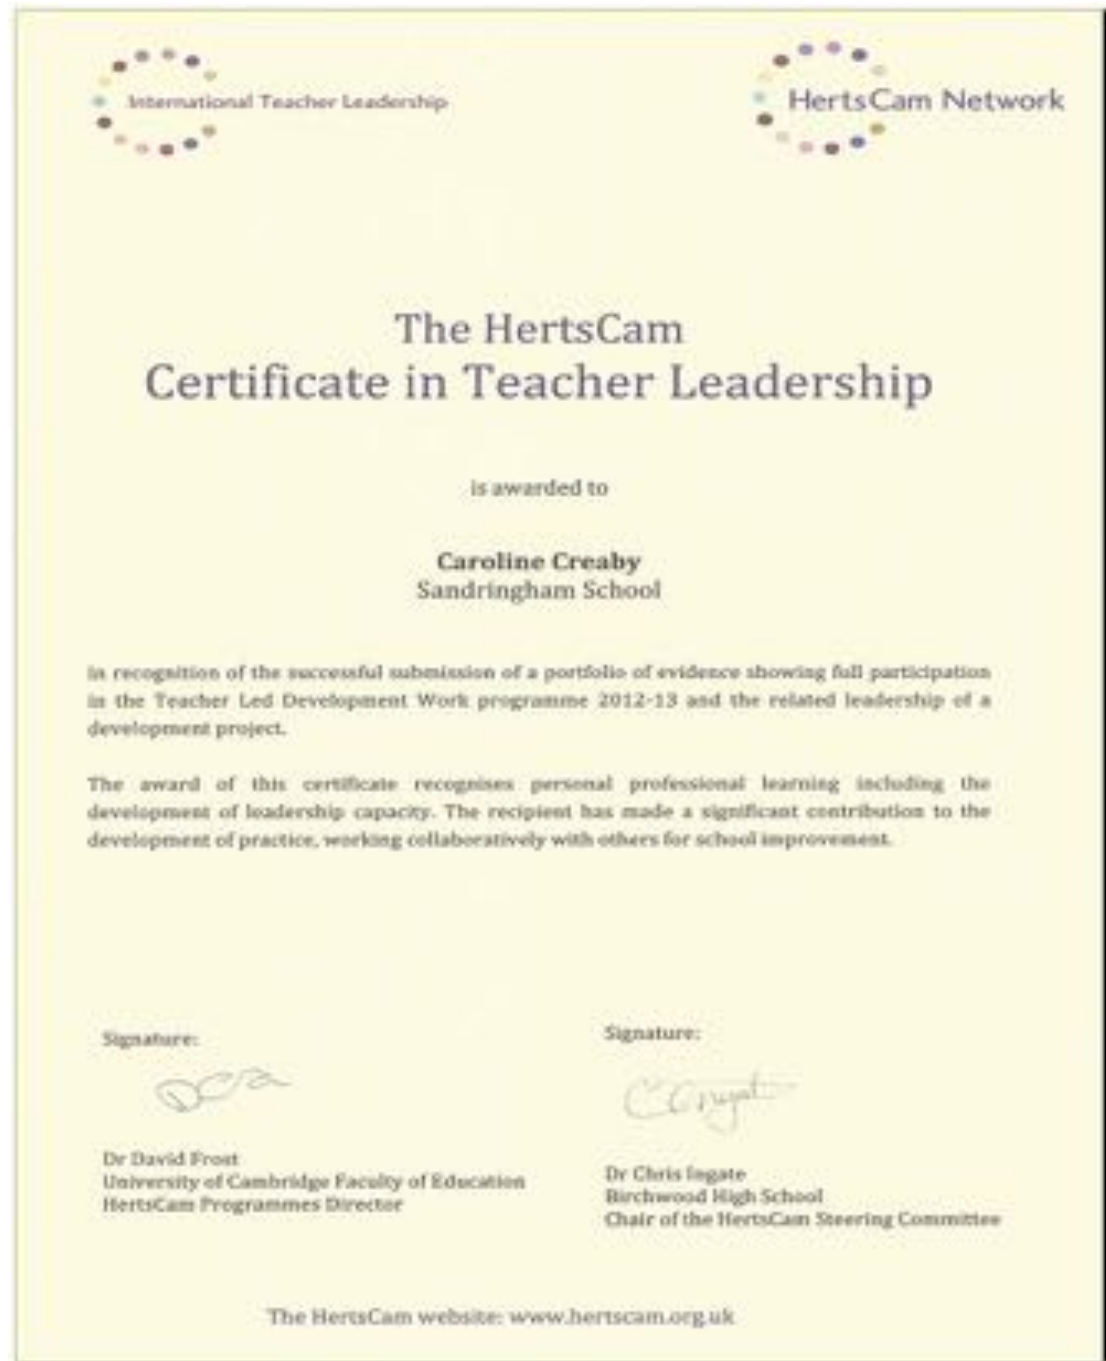 International Teacher Leadership
HertsCam Network
The HertsCam
Certificate in Teacher Leadership
is awarded to
Caroline Creaby
Sandringham School
In recognition of the successful submission of a portfolio of evidence showing full participation
in the Teacher Led Development Work programme 2012-13 and the related leadership of a
development project.
The award of this certificate recognises personal professional learning including the
development of leadership capacity. The recipient has made a significant contribution to the
development of practice, working collaboratively with others for school improvement.
Signature:
Dr David Frost
University of Cambridge Faculty of Education
HertsCam Programmes Director
Signature:
Dr Chris Ingate
Birchwood High School
Chair of the HertsCam Steering Committee
The HertsCam website: www.hertscam.org.uk